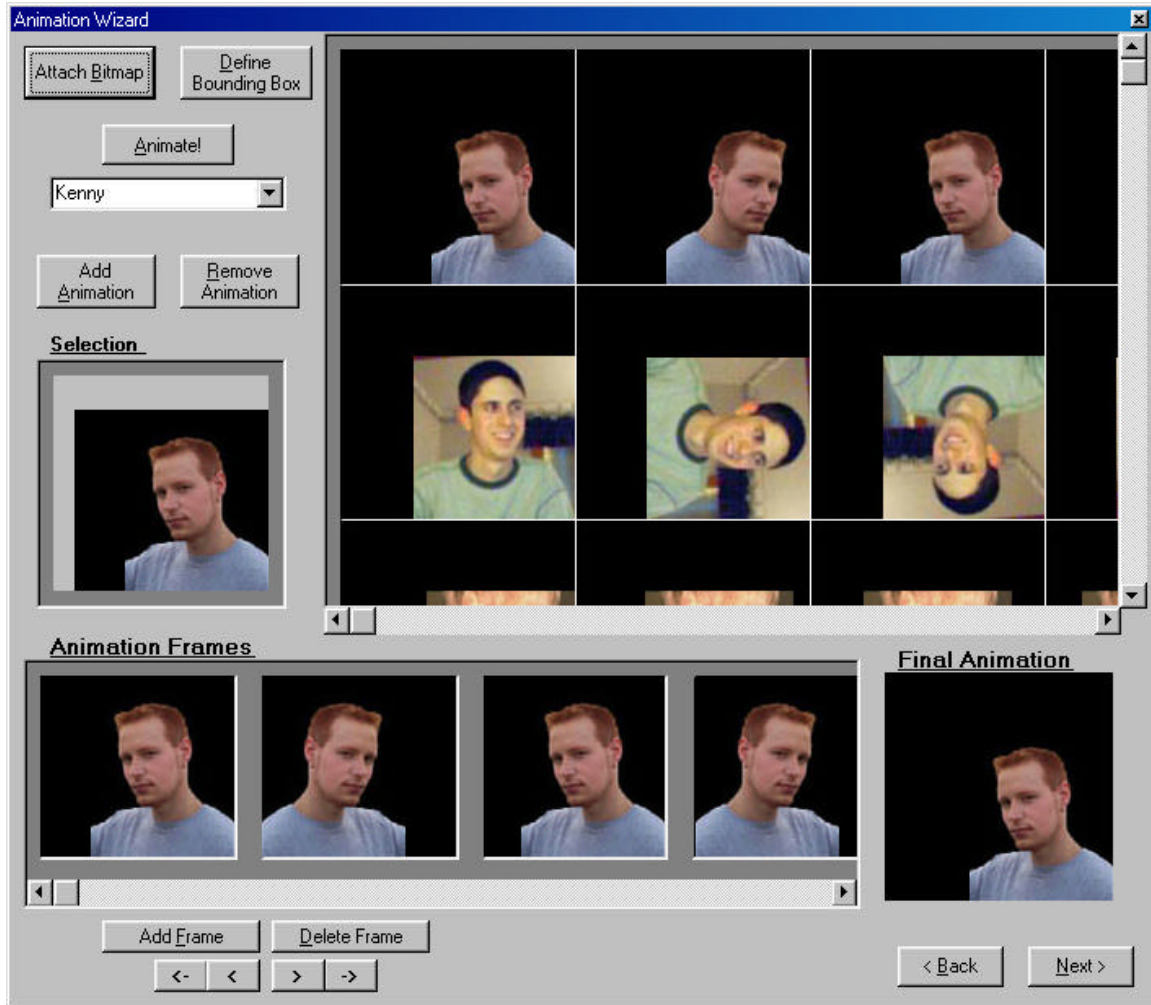 Animation Wizard
Attach Bitmap
Define
Bounding Box
Animate!
Kenny
Add
Animation
Remove
Animation
Selection
Animation Frames
Final Animation
Add Frame
Delete Frame
<- < > ->
< Back
Next >